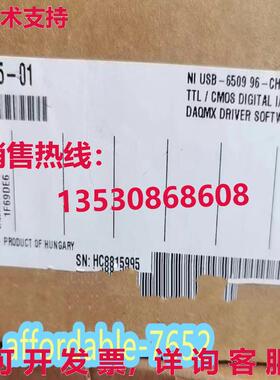 技术支持
5-01
NI USB-6509 96-CH
TTL / CMOS DIGITAL I/
DAQMX DRIVER SOFTW
销售热线:
13530868608
1F69DE6
PRODUCT OF HUNGARY
SN: HC8815995
affordable-7652
可开发票,详询客服